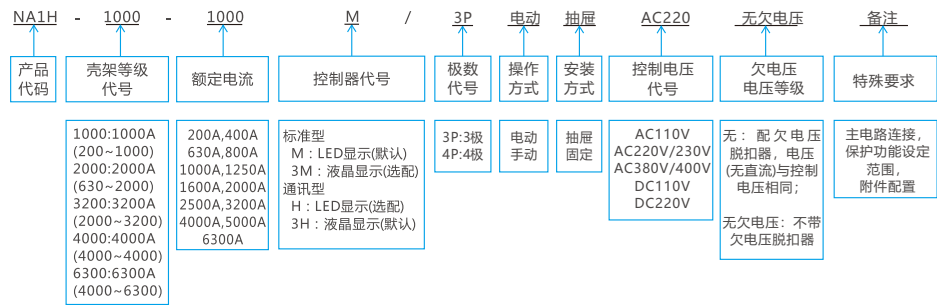 NA1H - 1000 - 1000 M / 3P 电动 抽屉 AC220 无欠电压 备注
产品
代码
壳架等级
代号
额定电流
控制器代号
极数
代号
操作
方式
安装
方式
控制电压
代号
欠电压
电压等级
特殊要求
1000:1000A
(200~1000)
2000:2000A
(630~2000)
3200:3200A
(2000~3200)
4000:4000A
(4000~4000)
6300:6300A
(4000~6300)
200A,400A
630A,800A
1000A,1250A
1600A,2000A
2500A,3200A
4000A,5000A
6300A
标准型
M：LED显示(默认)
3M：液晶显示(选配)
通讯型
H：LED显示(选配)
3H：液晶显示(默认)
3P:3极
4P:4极
电动
手动
抽屉
固定
AC110V
AC220V/230V
AC380V/400V
DC110V
DC220V
无：配欠电压
脱扣器，电压
(无直流)与控制
电压相同；
无欠电压：不带
欠电压脱扣器
主电路连接，
保护功能设定
范围，
附件配置